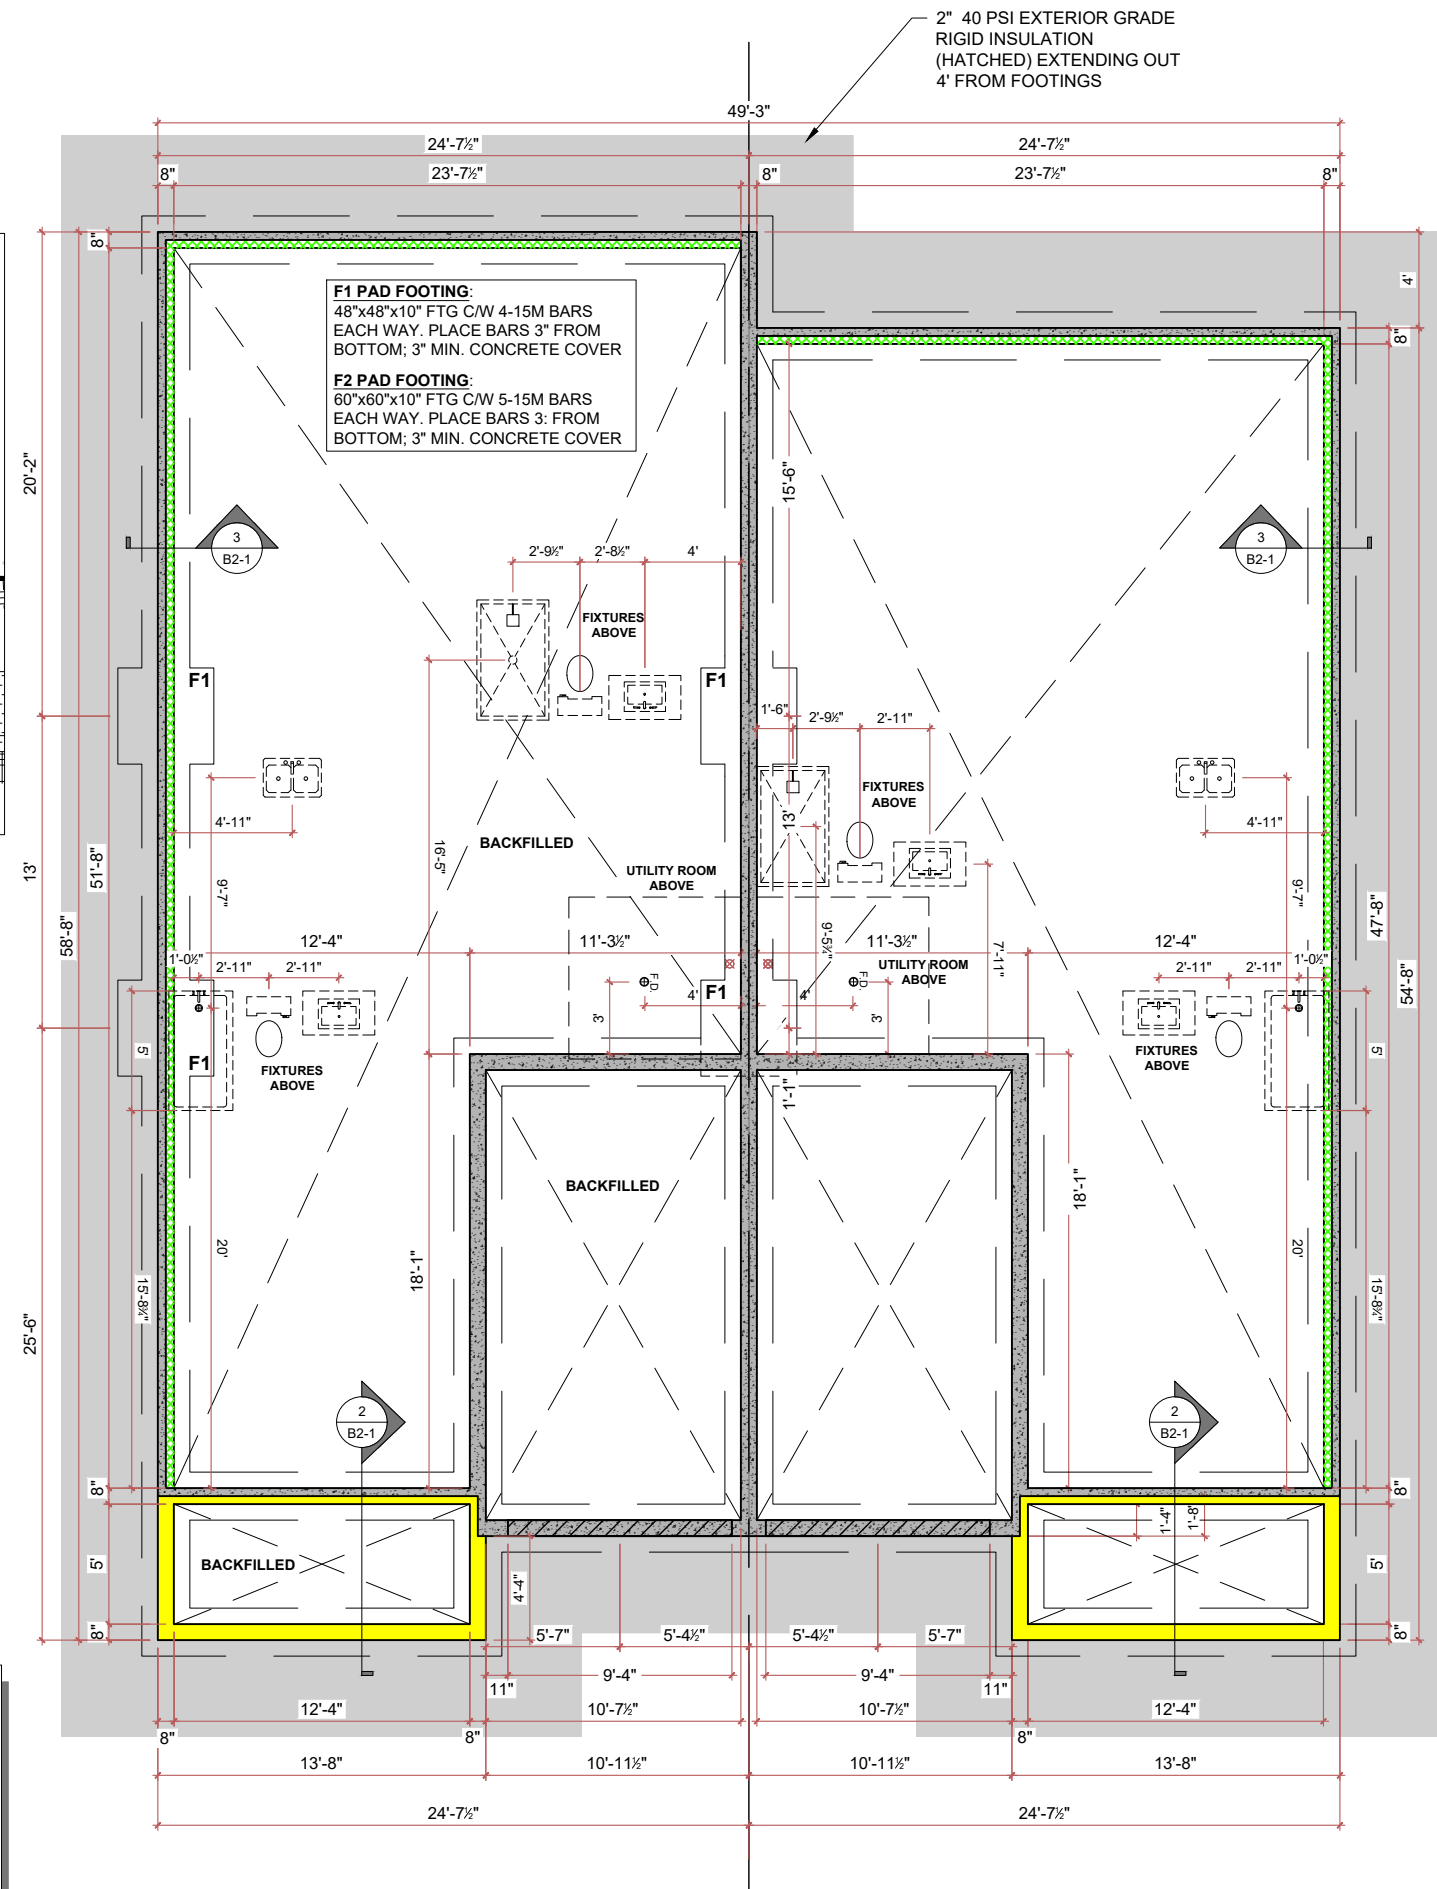 2" 40 PSI EXTERIOR GRADE
RIGID INSULATION
(HATCHED) EXTENDING OUT
4' FROM FOOTINGS
49'-3"
24'-7½" 24'-7½"
8" 23'-7½" 8" 23'-7½" 8"
8"
4'
8"
F1 PAD FOOTING:
48"x48"x10" FTG C/W 4-15M BARS
EACH WAY. PLACE BARS 3" FROM
BOTTOM; 3" MIN. CONCRETE COVER
F2 PAD FOOTING:
60"x60"x10" FTG C/W 5-15M BARS
EACH WAY. PLACE BARS 3: FROM
BOTTOM; 3" MIN. CONCRETE COVER
20'-2"
15'-6"
3
B2-1
3
B2-1
2'-9½" 2'-8½" 4'
FIXTURES
ABOVE
F1 F1
1'-6" 2'-9½" 2'-11"
FIXTURES
ABOVE
13'
4'-11" 4'-11"
BACKFILLED
16'-5"
UTILITY ROOM
ABOVE
13'
51'-8"
58'-8"
9'-7"
9'-7"
47'-8"
54'-8"
12'-4" 11'-3½" 11'-3½" 12'-4"
9'-5¼"
7'-11"
UTILITY ROOM
ABOVE
1'-0½" 2'-11" 2'-11" 2'-11" 2'-11" 1'-0½"
F.D. F.D.
4' F1 4'
3' 3'
5' F1
FIXTURES
ABOVE
FIXTURES
ABOVE
5'
1'-1"
BACKFILLED
18'-1"
18'-1"
20' 20'
15'-8¾" 15'-8¾"
25'-6"
2
B2-1
2
B2-1
8" 8"
1'-4" 1'-8"
BACKFILLED
5' 5'
4'-4"
8" 8"
5'-7" 5'-4½" 5'-4½" 5'-7"
11" 9'-4" 9'-4" 11"
12'-4" 10'-7½" 10'-7½" 12'-4"
8" 8" 8"
13'-8" 10'-11½" 10'-11½" 13'-8"
24'-7½" 24'-7½"